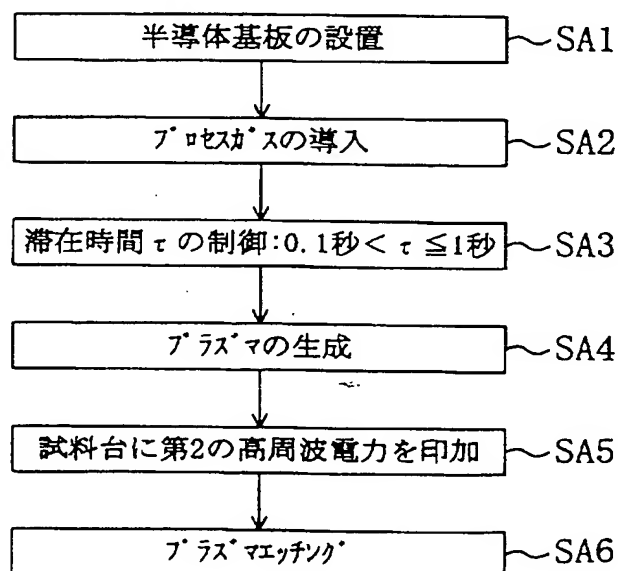 半導体基板の設置 SA1
プロセスガスの導入 SA2
滞在時間 τ の制御:0.1秒< τ ≦1秒 SA3
プラズマの生成 SA4
試料台に第2の高周波電力を印加 SA5
プラズマエッチング SA6